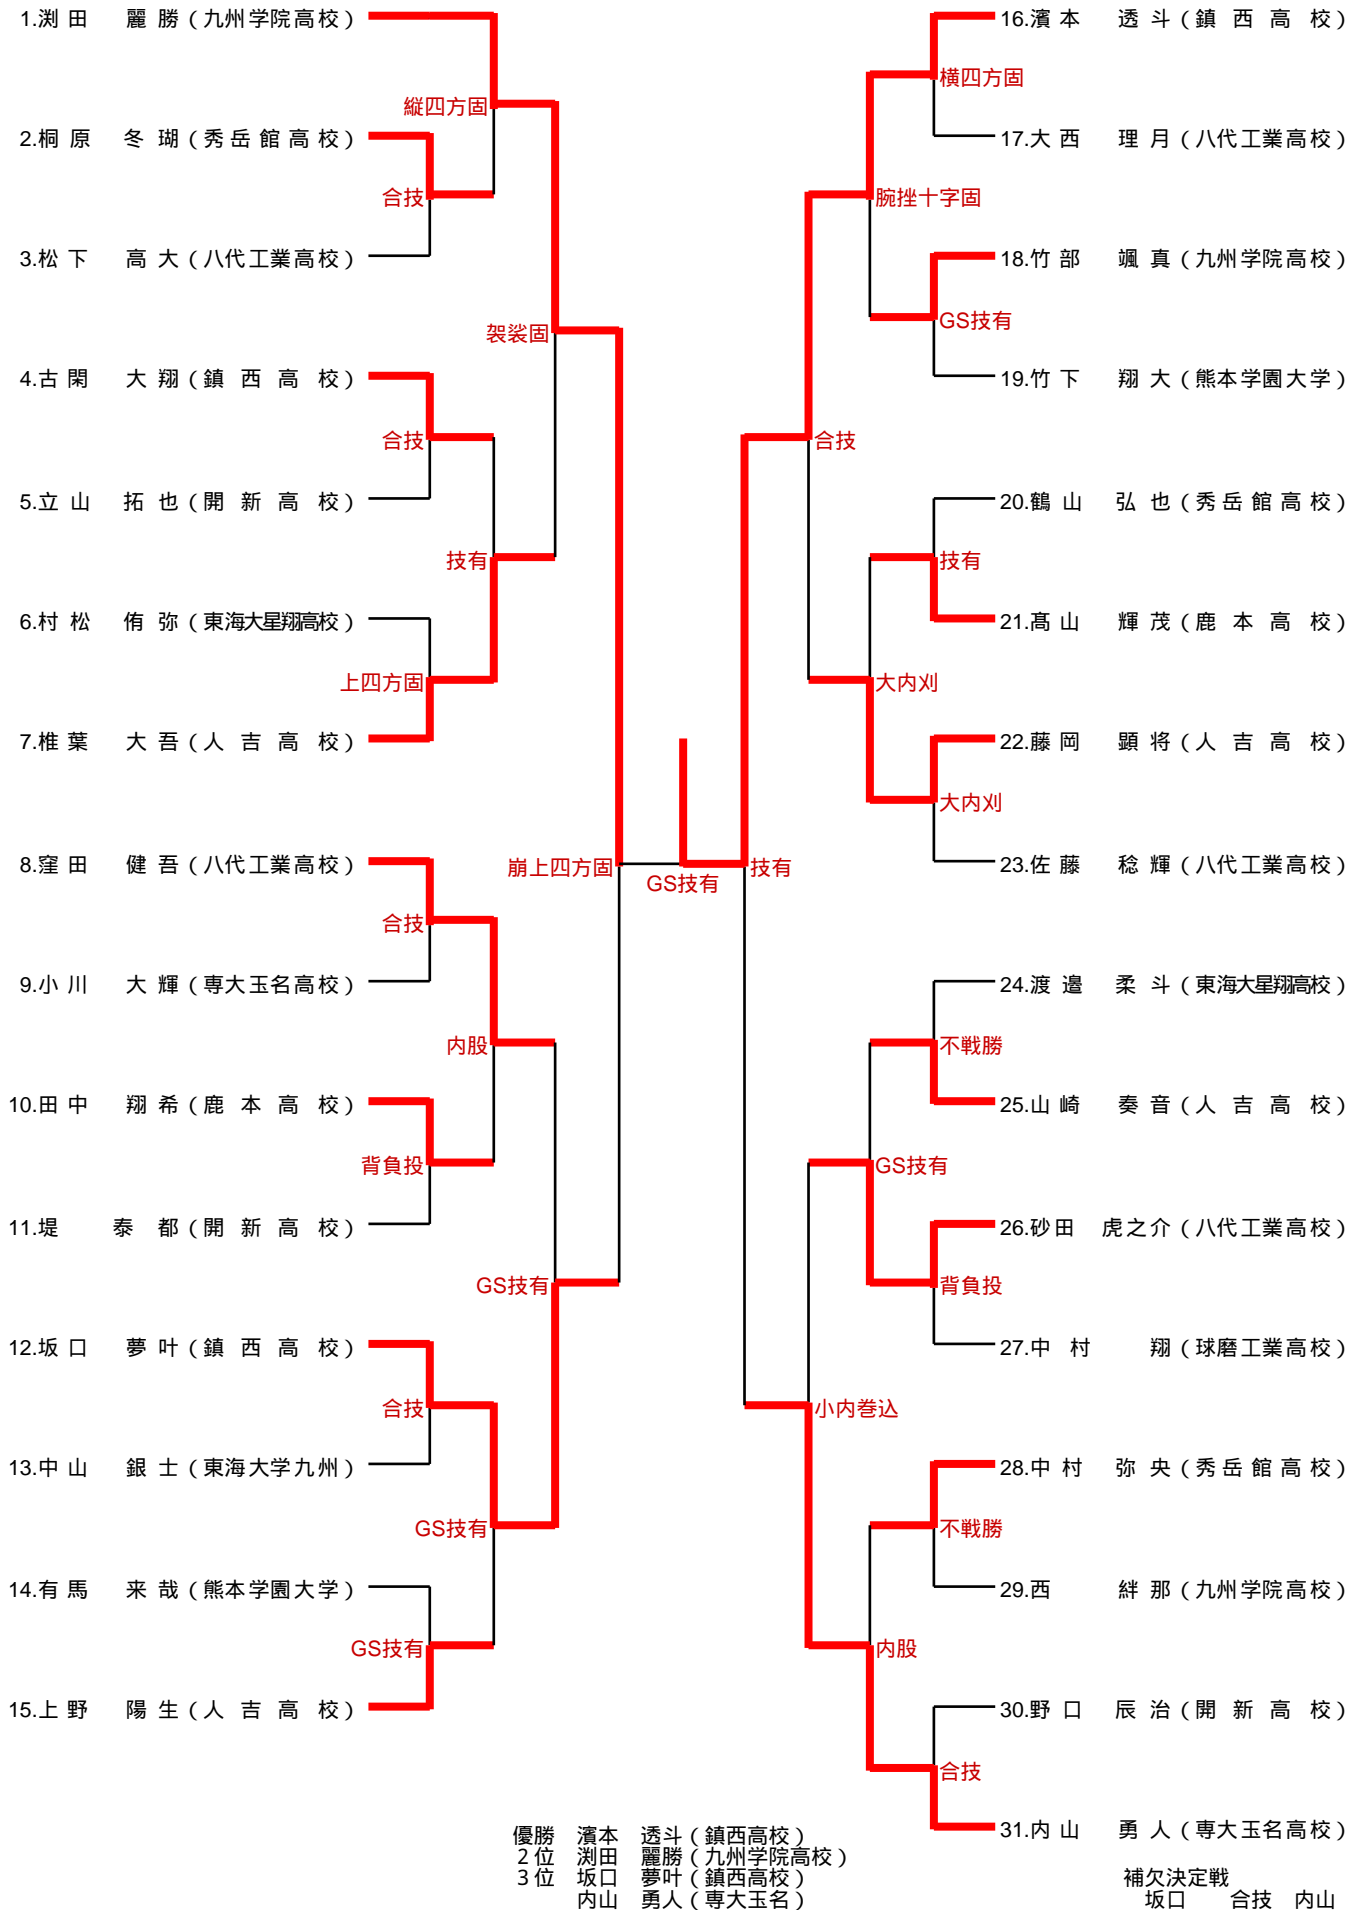 1.渕田 麗勝(九州学院高校)
縦四方固
2.桐原 冬瑚(秀岳館高校)
合技
3.松下 高大(八代工業高校)
袈裟固
4.古閑 大翔(鎮西高校)
合技
5.立山 拓也(開新高校)
技有
6.村松 侑弥(東海大星翔高校)
上四方固
7.椎葉 大吾(人吉高校)
崩上四方固
8.窪田 健吾(八代工業高校)
合技
9.小川 大輝(専大玉名高校)
内股
10.田中 翔希(鹿本高校)
背負投
11.堤 泰都(開新高校)
GS技有
12.坂口 夢叶(鎮西高校)
合技
13.中山 銀士(東海大学九州)
GS技有
14.有馬 来哉(熊本学園大学)
GS技有
15.上野 陽生(人吉高校)
GS技有
16.濱本 透斗(鎮西高校)
横四方固
17.大西 理月(八代工業高校)
腕挫十字固
18.竹部 颯真(九州学院高校)
GS技有
19.竹下 翔大(熊本学園大学)
合技
20.鶴山 弘也(秀岳館高校)
技有
21.髙山 輝茂(鹿本高校)
大内刈
22.藤岡 顕将(人吉高校)
大内刈
23.佐藤 稔輝(八代工業高校)
技有
24.渡邉 柔斗(東海大星翔高校)
不戦勝
25.山崎 奏音(人吉高校)
GS技有
26.砂田 虎之介(八代工業高校)
背負投
27.中村 翔(球磨工業高校)
小内巻込
28.中村 弥央(秀岳館高校)
不戦勝
29.西 絆那(九州学院高校)
内股
30.野口 辰治(開新高校)
合技
31.内山 勇人(専大玉名高校)
優勝 濱本 透斗(鎮西高校)
2位 渕田 麗勝(九州学院高校)
3位 坂口 夢叶(鎮西高校)
内山 勇人(専大玉名)
補欠決定戦
坂口 合技 内山